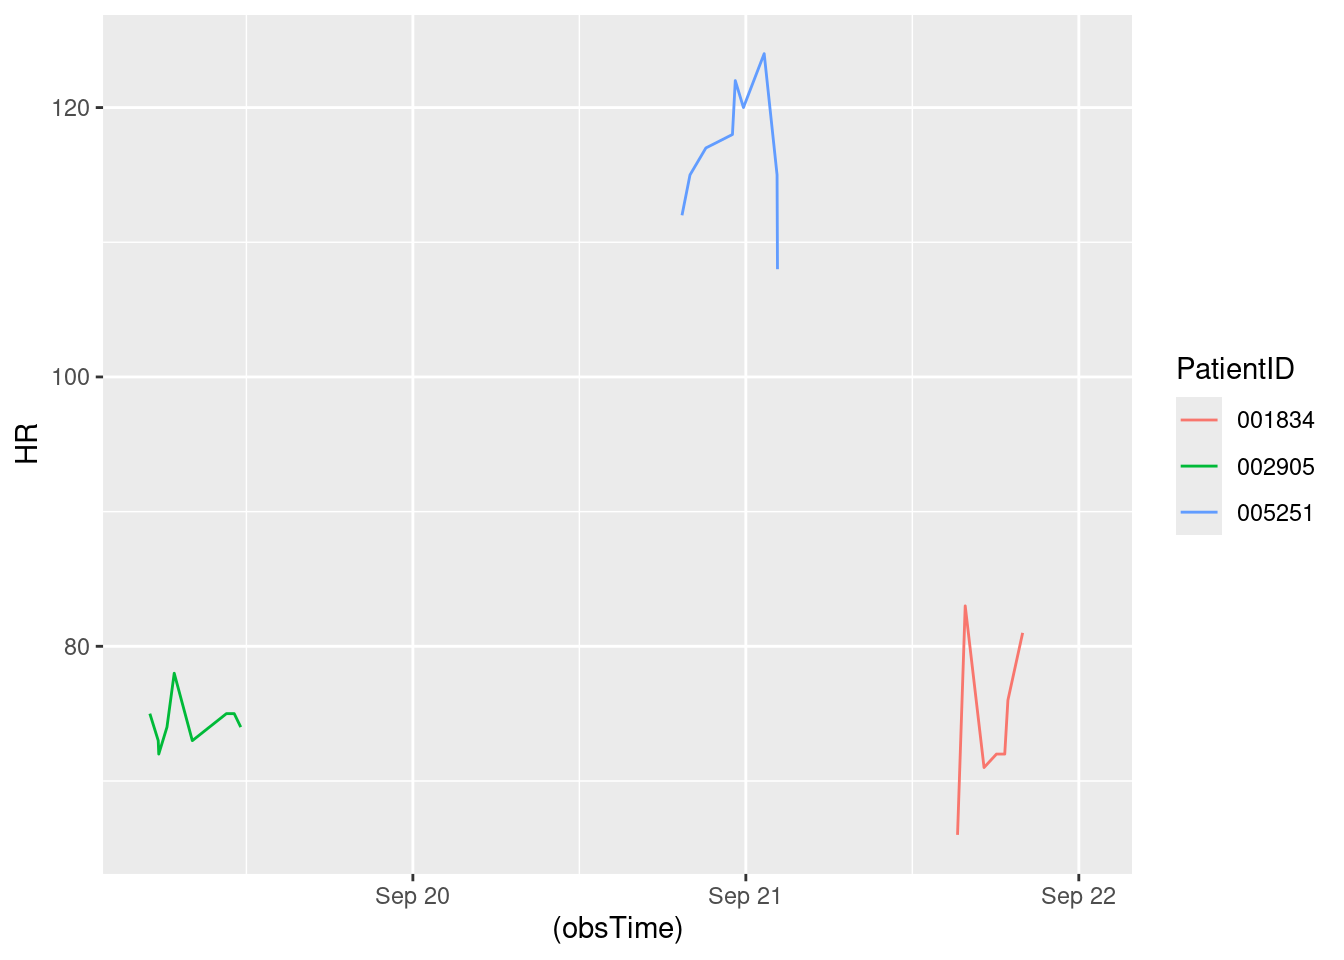 120
100
80
HR
Sep 20
Sep 21
Sep 22
(obsTime)
PatientID
001834
002905
005251